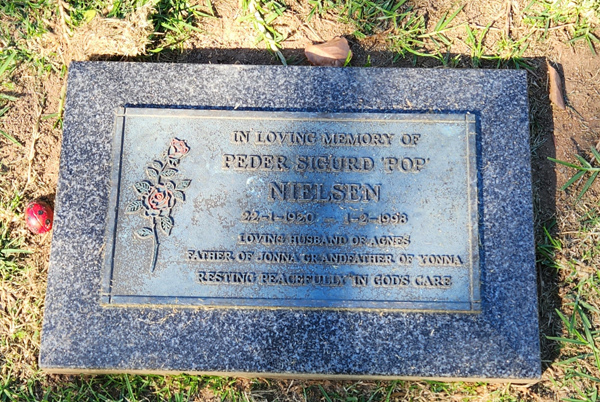 IN LOVING MEMORY OF
PEDER SIGURD 'POP'
NIELSEN
22-1-1920 – 1-2-1998
LOVING HUSBAND OF AGNES
FATHER OF JONNA GRANDFATHER OF YONNA
RESTING PEACEFULLY IN GODS CARE